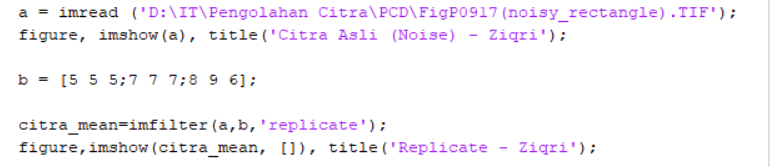 a = imread ('D:\IT\Pengolahan Citra\PCD\FigP0917(noisy_rectangle).TIF');
figure, imshow(a), title('Citra Asli (Noise) - Ziqri');
b = [5 5 5;7 7 7;8 9 6];
citra_mean=imfilter(a,b,'replicate');
figure,imshow(citra_mean, []), title('Replicate - Ziqri');